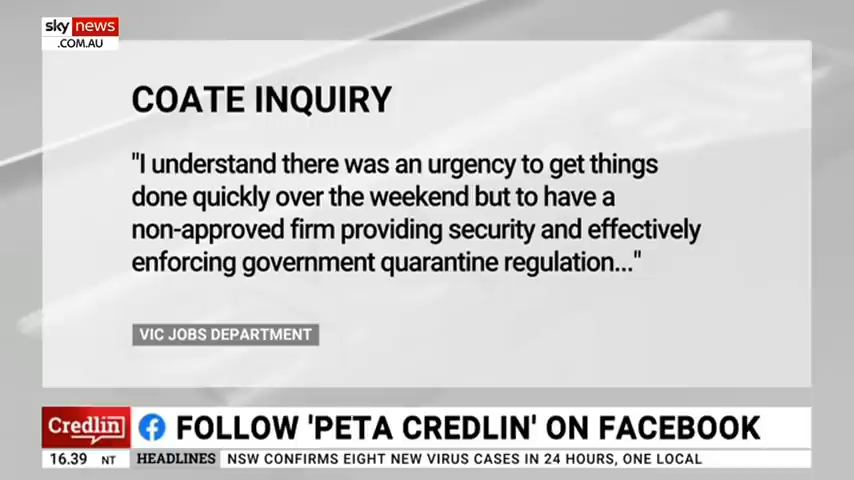 sky news
.COM.AU
COATE INQUIRY
"I understand there was an urgency to get things
done quickly over the weekend but to have a
non-approved firm providing security and effectively
enforcing government quarantine regulation..."
VIC JOBS DEPARTMENT
Credlin FOLLOW 'PETA CREDLIN' ON FACEBOOK
16.39 NT HEADLINES NSW CONFIRMS EIGHT NEW VIRUS CASES IN 24 HOURS, ONE LOCAL